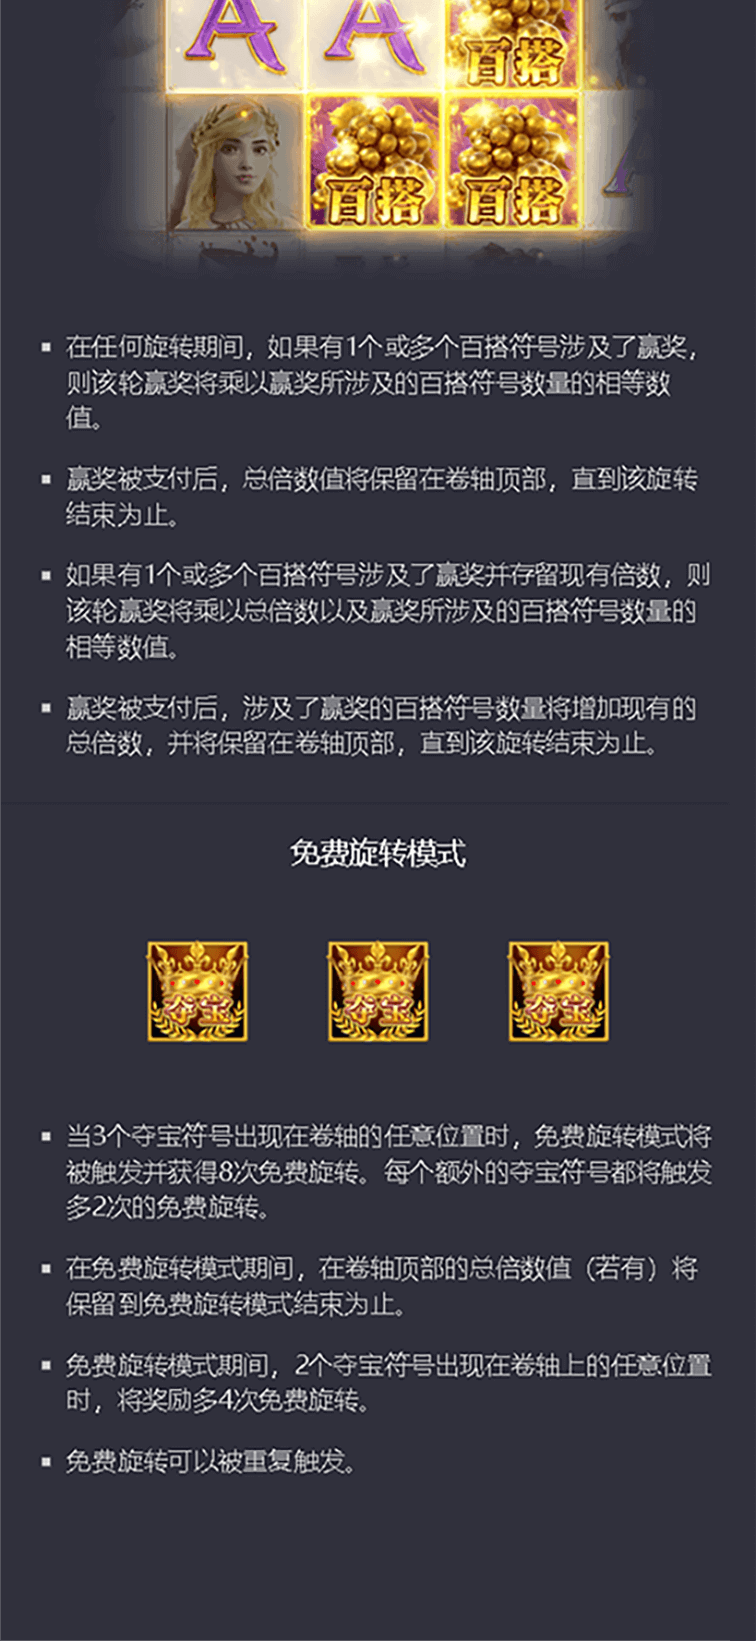 A A 百搭
百搭 百搭
在任何旋转期间，如果有1个或多个百搭符号涉及了赢奖，
则该轮赢奖将乘以赢奖所涉及的百搭符号数量的相等数
值。
赢奖被支付后，总倍数值将保留在卷轴顶部，直到该旋转
结束为止。
如果有1个或多个百搭符号涉及了赢奖并存留现有倍数，则
该轮赢奖将乘以总倍数以及赢奖所涉及的百搭符号数量的
相等数值。
赢奖被支付后，涉及了赢奖的百搭符号数量将增加现有的
总倍数，并将保留在卷轴顶部，直到该旋转结束为止。
免费旋转模式
夺宝 夺宝 夺宝
当3个夺宝符号出现在卷轴的任意位置时，免费旋转模式将
被触发并获得8次免费旋转。每个额外的夺宝符号都将触发
多2次的免费旋转。
在免费旋转模式期间，在卷轴顶部的总倍数值（若有）将
保留到免费旋转模式结束为止。
免费旋转模式期间，2个夺宝符号出现在卷轴上的任意位置
时，将奖励多4次免费旋转。
免费旋转可以被重复触发。